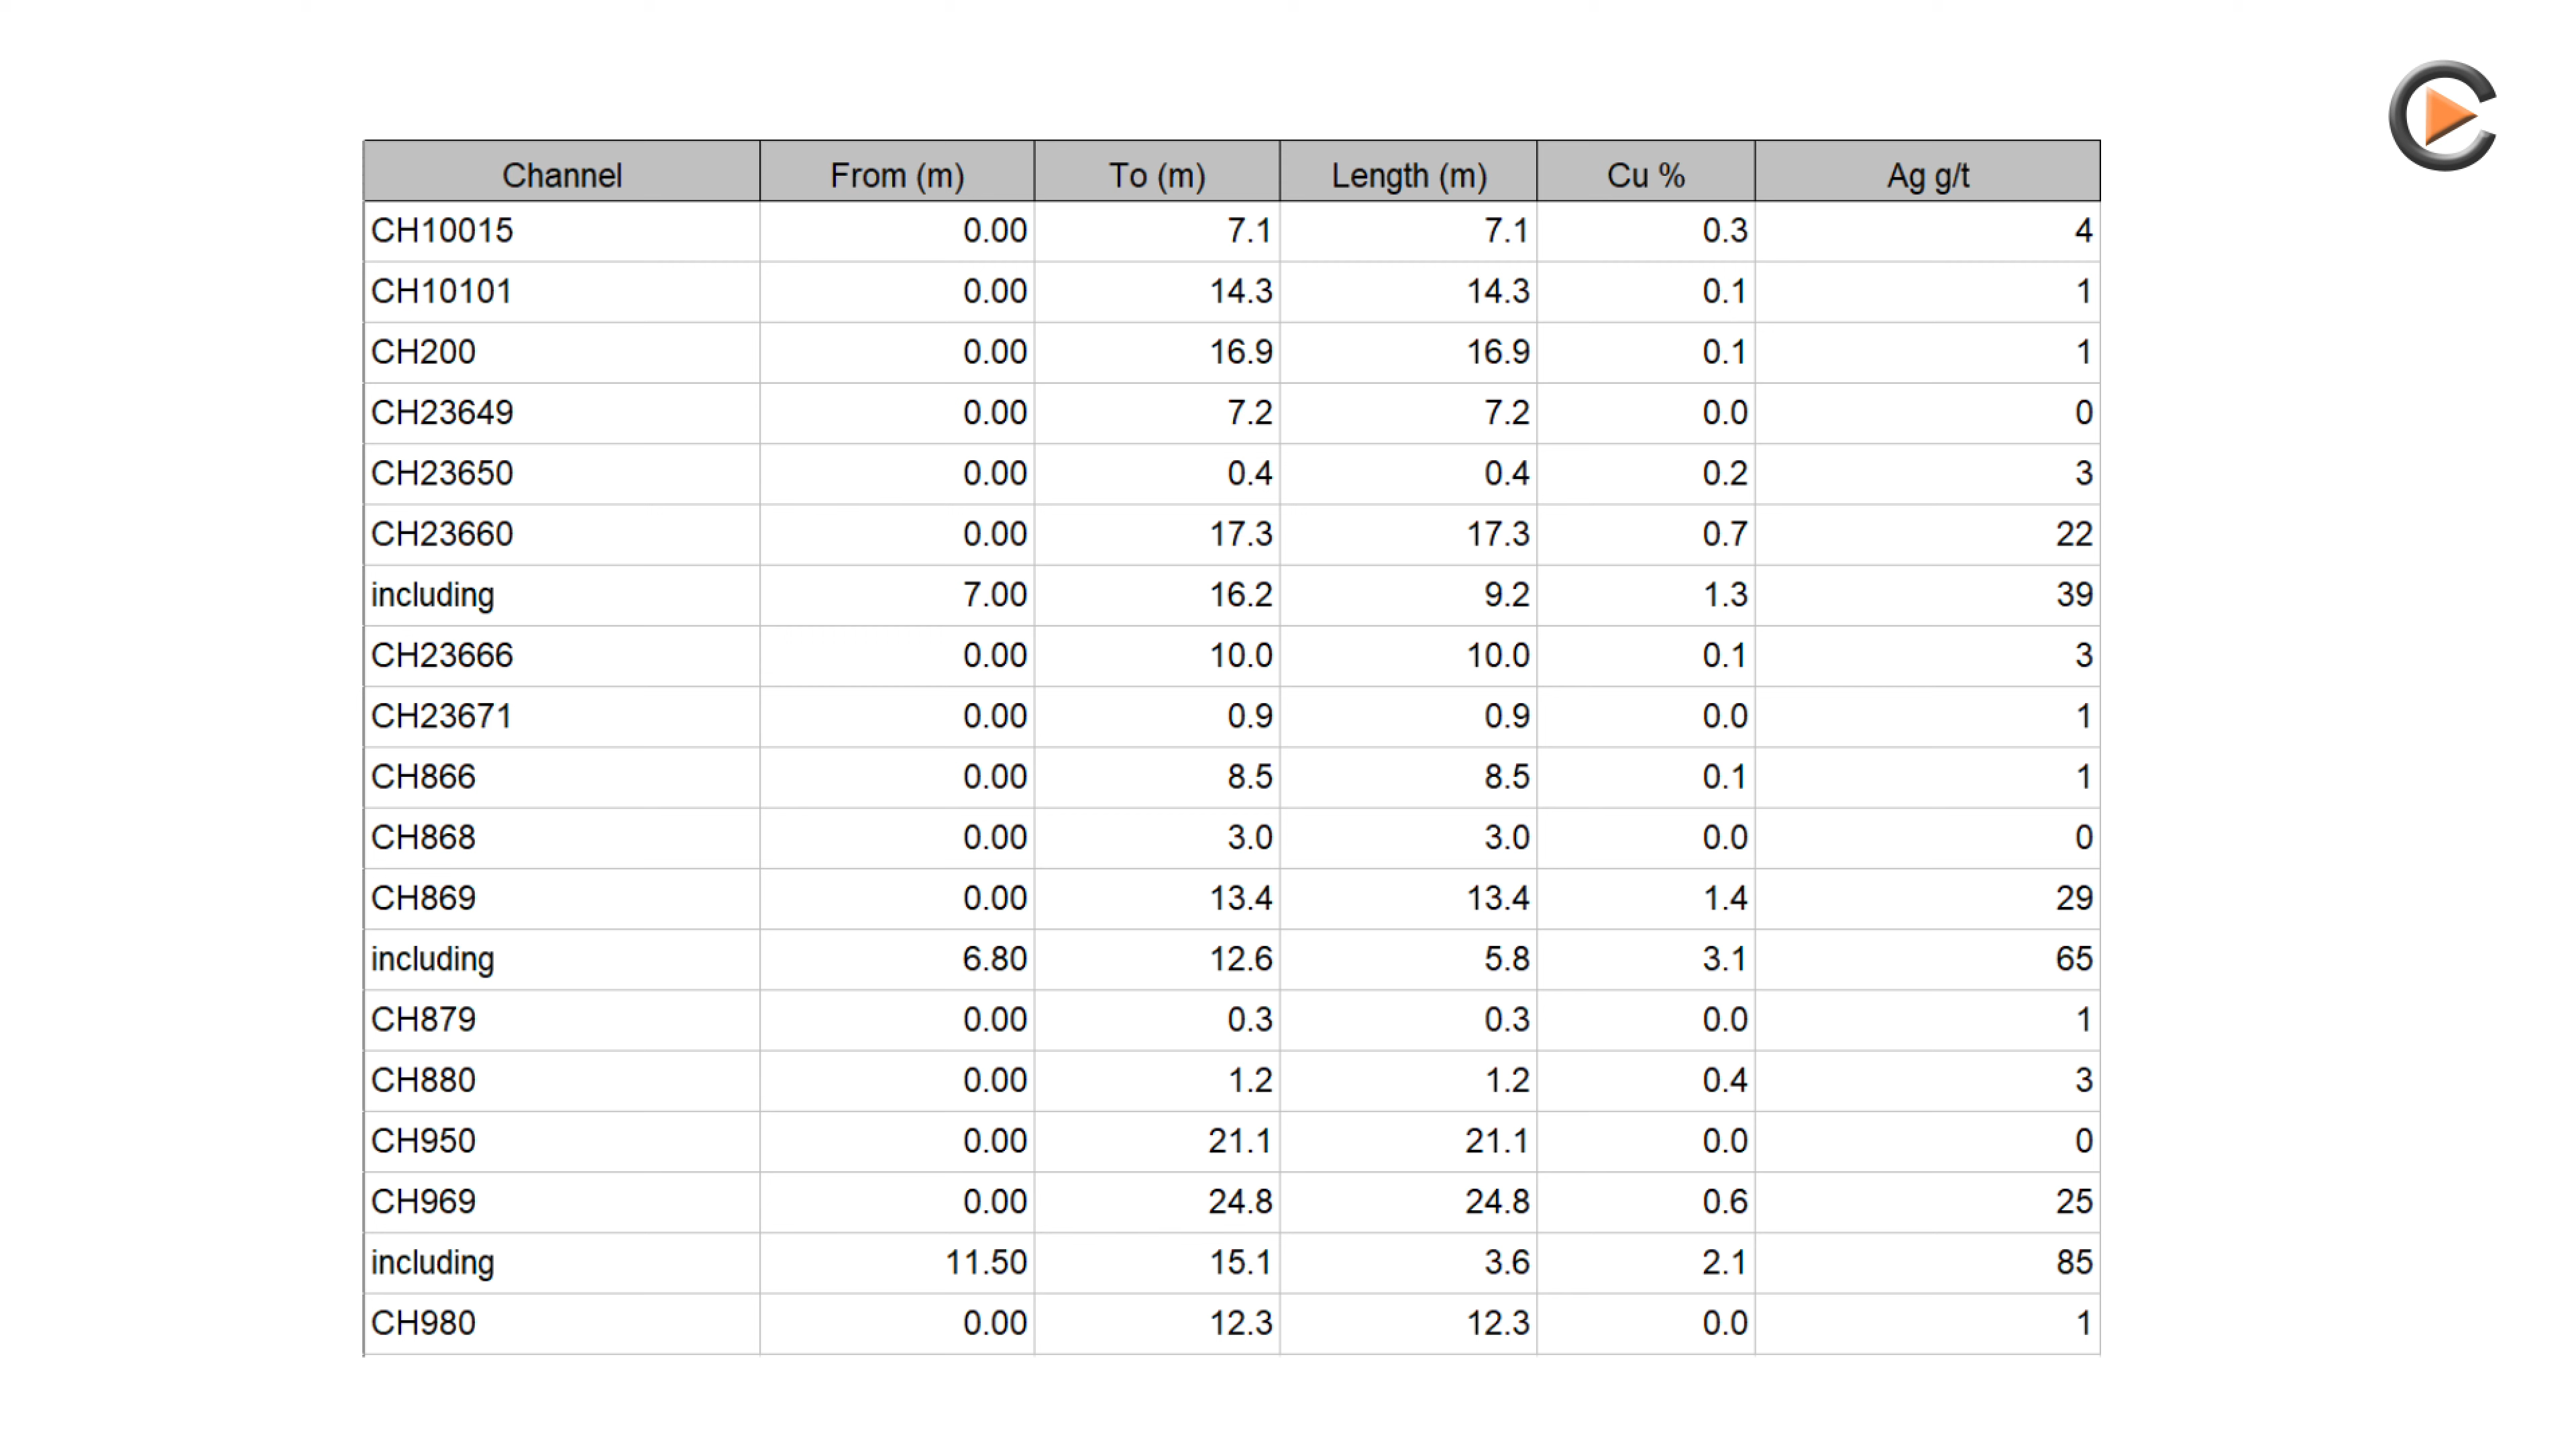 Channel From (m) To (m) Length (m) Cu % Ag g/t
CH10015 0.00 7.1 7.1 0.3 4
CH10101 0.00 14.3 14.3 0.1 1
CH200 0.00 16.9 16.9 0.1 1
CH23649 0.00 7.2 7.2 0.0 0
CH23650 0.00 0.4 0.4 0.2 3
CH23660 0.00 17.3 17.3 0.7 22
including 7.00 16.2 9.2 1.3 39
CH23666 0.00 10.0 10.0 0.1 3
CH23671 0.00 0.9 0.9 0.0 1
CH866 0.00 8.5 8.5 0.1 1
CH868 0.00 3.0 3.0 0.0 0
CH869 0.00 13.4 13.4 1.4 29
including 6.80 12.6 5.8 3.1 65
CH879 0.00 0.3 0.3 0.0 1
CH880 0.00 1.2 1.2 0.4 3
CH950 0.00 21.1 21.1 0.0 0
CH969 0.00 24.8 24.8 0.6 25
including 11.50 15.1 3.6 2.1 85
CH980 0.00 12.3 12.3 0.0 1